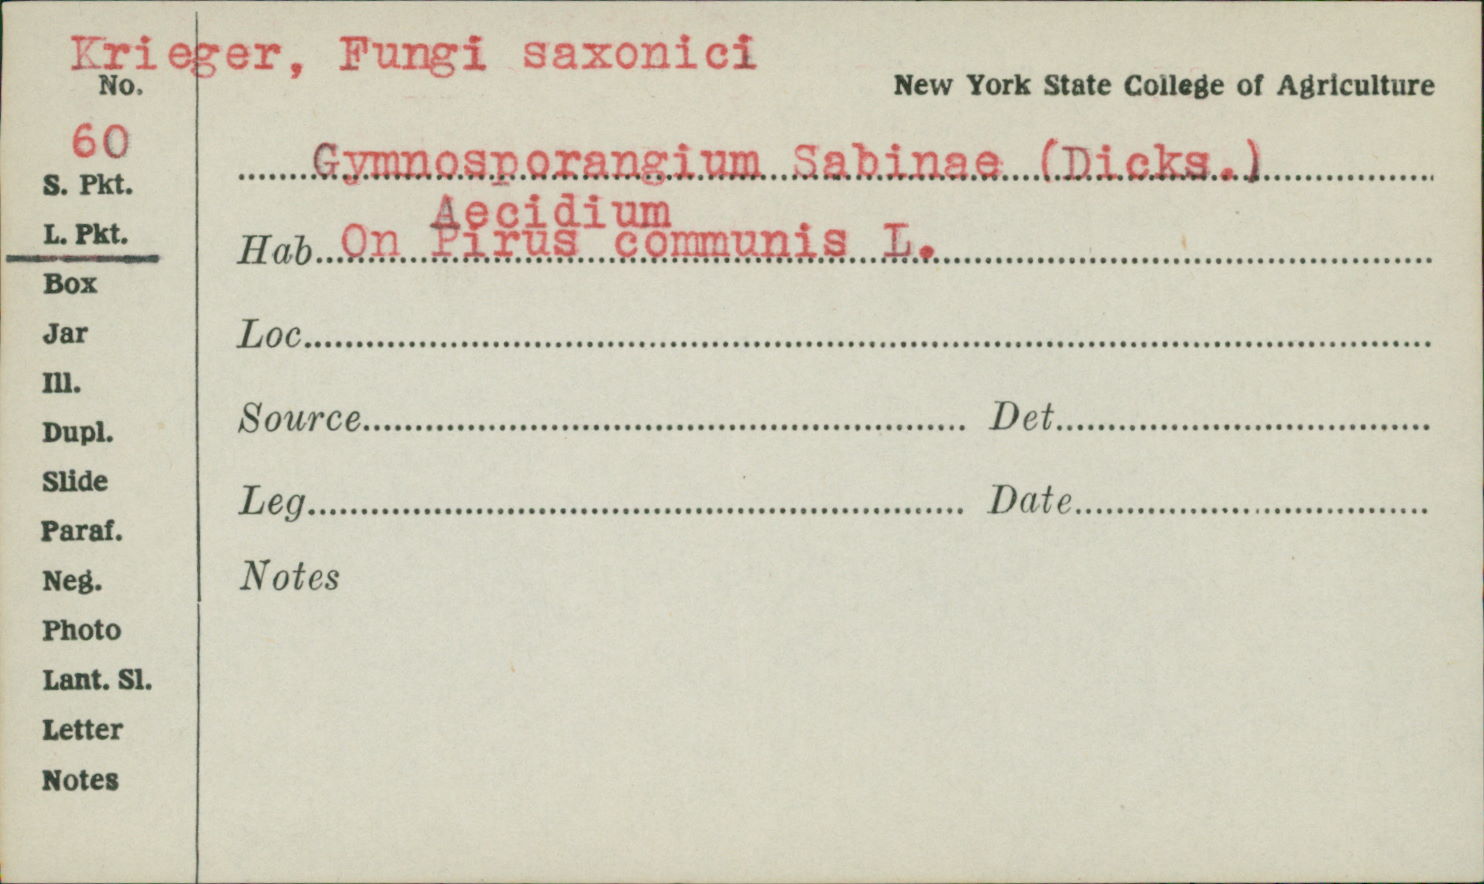 Krieger, Fungi saxonici
No.
New York State College of Agriculture
60
Gymnosporangium Sabinae (Dicks.)
S. Pkt.
Aecidium
L. Pkt.
Hab. On Pirus communis L.
Box
Jar
Loc.
Ill.
Dupl.
Source Det.
Slide
Leg. Date
Paraf.
Neg.
Notes
Photo
Lant. Sl.
Letter
Notes